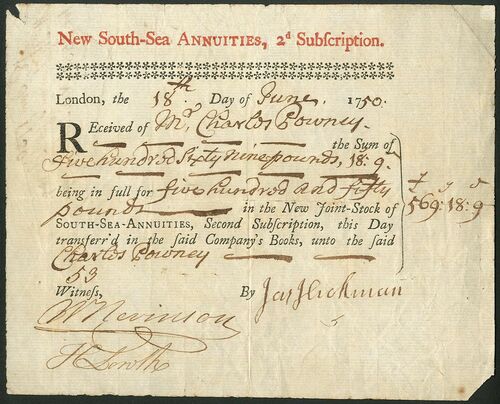 New South-Sea ANNUITIES, 2d Subscription.
London, the 18th Day of June, 1750.
REceived of Mr. Charles Powney
the Sum of
Five hundred Sixty Nine pounds, 18: 9
being in full for five hundred and fifty
pounds in the New Joint-Stock of
SOUTH-SEA-ANNUITIES, Second Subscription, this Day
transferr'd in the said Company's Books, unto the said
Charles Powney
569:18:9
53
Witness, By Jas Hickman
W Nevinson